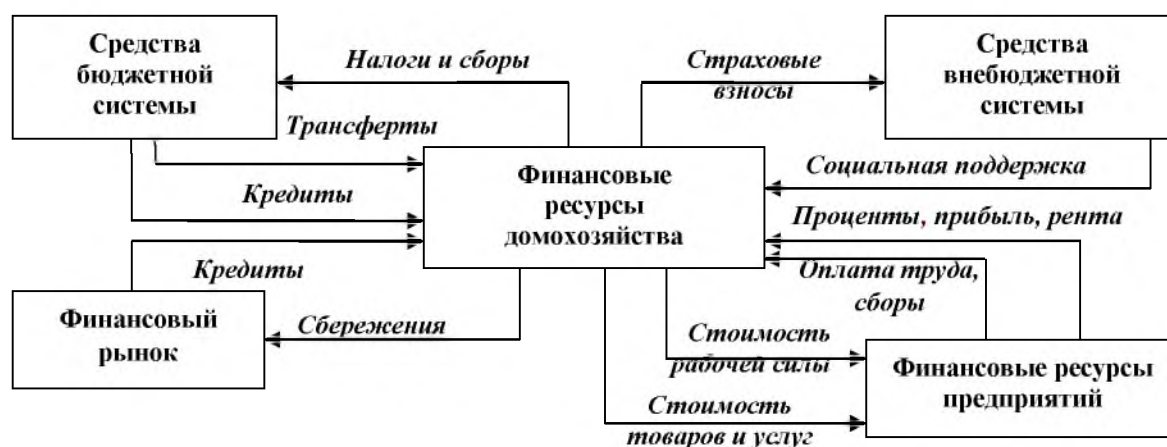 Средства
бюджетной
системы
Налоги и сборы
Страховые
взносы
Средства
внебюджетной
системы
Трансферты
Кредиты
Финансовые
ресурсы
домохозяйства
Социальная поддержка
Проценты, прибыль, рента
Кредиты
Оплата труда,
сборы
Финансовый
рынок
Сбережения
Стоимость
рабочей силы
Финансовые ресурсы
предприятий
Стоимость
товаров и услуг